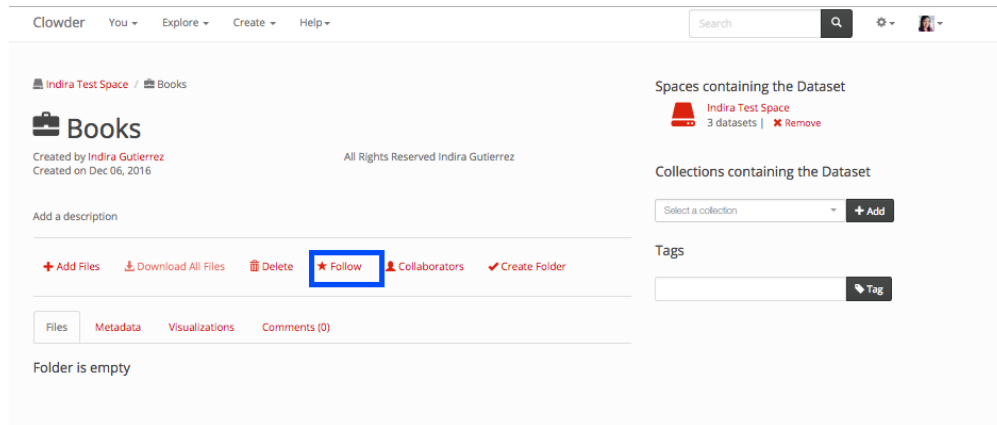 Clowder You Explore Create Help Search
Indira Test Space / Books
Books
Created by Indira Gutierrez
Created on Dec 06, 2016
All Rights Reserved Indira Gutierrez
Add a description
Add Files Download All Files Delete Follow Collaborators Create Folder
Files Metadata Visualizations Comments (0)
Folder is empty
Spaces containing the Dataset
Indira Test Space
3 datasets | Remove
Collections containing the Dataset
Select a collection Add
Tags
Tag